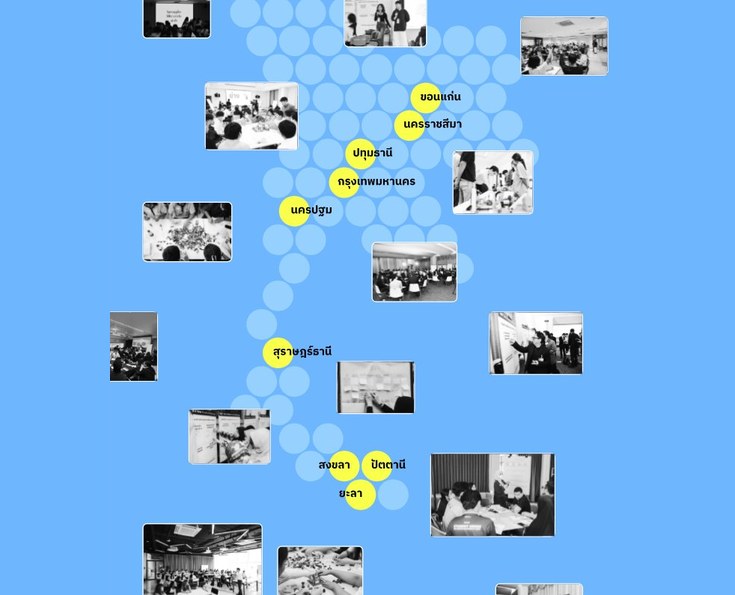 ขอนแก่น
นครราชสีมา
ปทุมธานี
กรุงเทพมหานคร
นครปฐม
สุราษฎร์ธานี
สงขลา
ปัตตานี
ยะลา